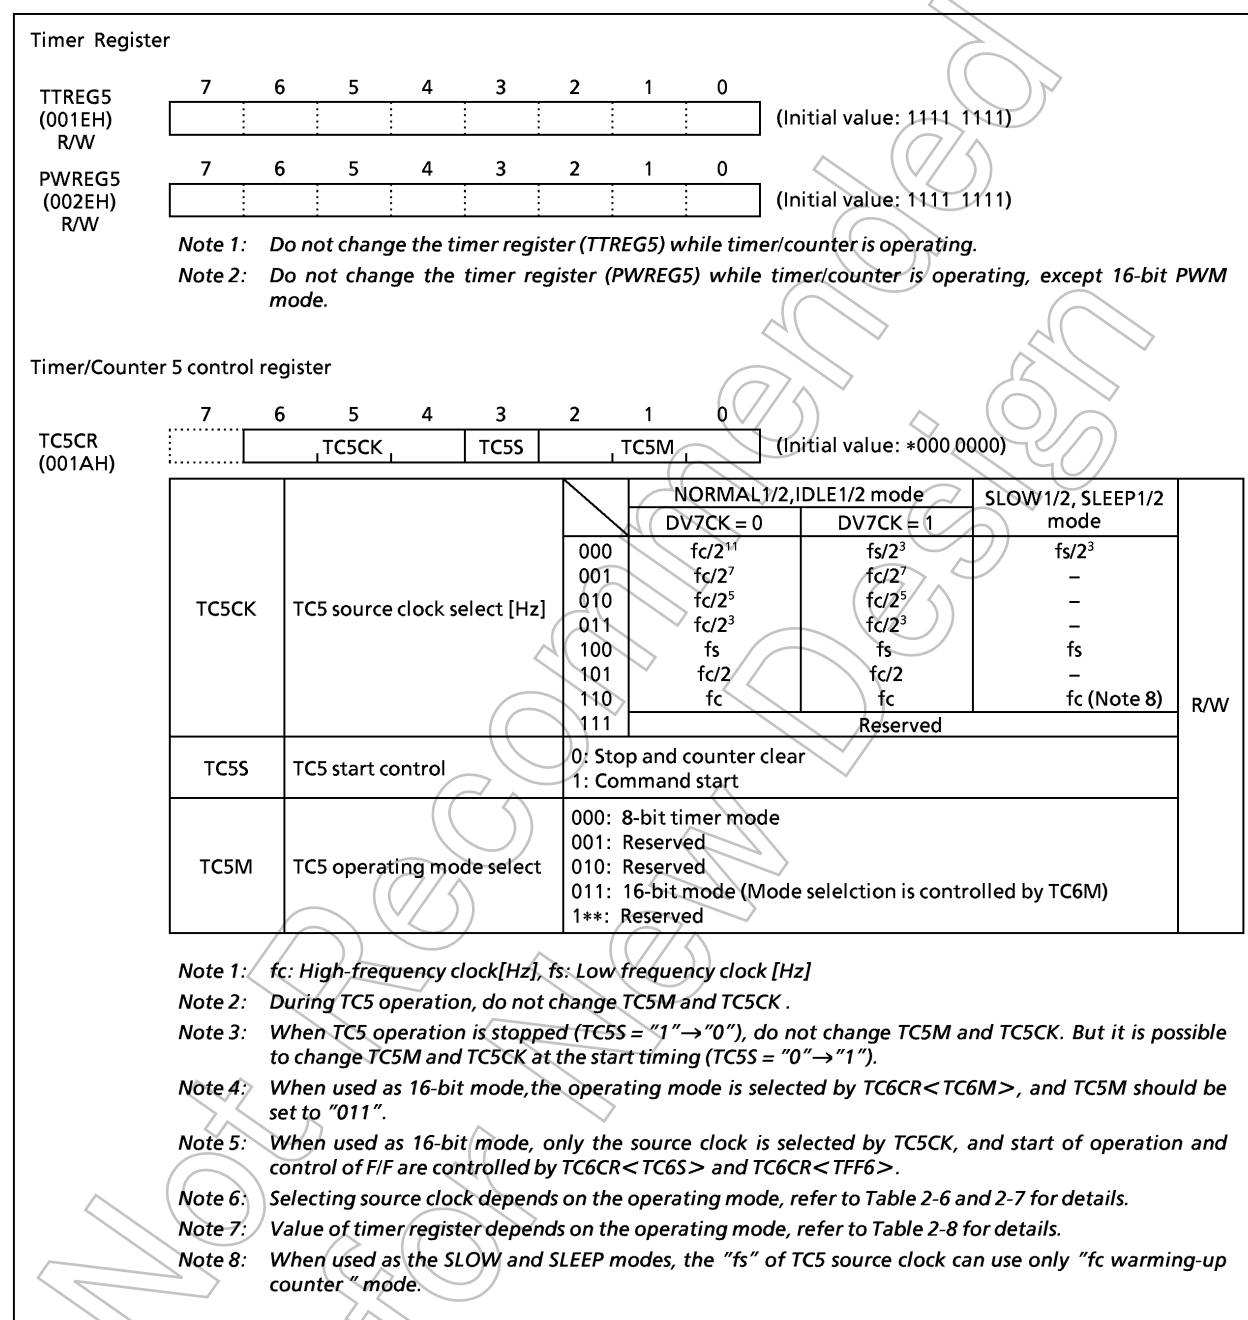 Timer Register
7 6 5 4 3 2 1 0
TTREG5
(001EH)
R/W
(Initial value: 1111 1111)
7 6 5 4 3 2 1 0
PWREG5
(002EH)
R/W
(Initial value: 1111 1111)
Note 1: Do not change the timer register (TTREG5) while timer/counter is operating.
Note 2: Do not change the timer register (PWREG5) while timer/counter is operating, except 16-bit PWM
mode.
Timer/Counter 5 control register
7 6 5 4 3 2 1 0
TC5CR
(001AH)
TC5CK TC5S TC5M (Initial value: *000 0000)
NORMAL1/2,IDLE1/2 mode SLOW1/2, SLEEP1/2
mode
DV7CK = 0 DV7CK = 1
TC5CK TC5 source clock select [Hz]
000 fc/2¹¹ fs/2³ fs/2³
001 fc/2⁷ fc/2⁷ –
010 fc/2⁵ fc/2⁵ –
011 fc/2³ fc/2³ –
100 fs fs fs
101 fc/2 fc/2 –
110 fc fc fc (Note 8)
111 Reserved
R/W
TC5S TC5 start control
0: Stop and counter clear
1: Command start
TC5M TC5 operating mode select
000: 8-bit timer mode
001: Reserved
010: Reserved
011: 16-bit mode (Mode selelction is controlled by TC6M)
1**: Reserved
Note 1: fc: High-frequency clock[Hz], fs: Low frequency clock [Hz]
Note 2: During TC5 operation, do not change TC5M and TC5CK .
Note 3: When TC5 operation is stopped (TC5S = "1"→"0"), do not change TC5M and TC5CK. But it is possible
to change TC5M and TC5CK at the start timing (TC5S = "0"→"1").
Note 4: When used as 16-bit mode,the operating mode is selected by TC6CR<TC6M>, and TC5M should be
set to "011".
Note 5: When used as 16-bit mode, only the source clock is selected by TC5CK, and start of operation and
control of F/F are controlled by TC6CR<TC6S> and TC6CR<TFF6>.
Note 6: Selecting source clock depends on the operating mode, refer to Table 2-6 and 2-7 for details.
Note 7: Value of timer register depends on the operating mode, refer to Table 2-8 for details.
Note 8: When used as the SLOW and SLEEP modes, the "fs" of TC5 source clock can use only "fc warming-up
counter " mode.
Not Recommended
for New Design